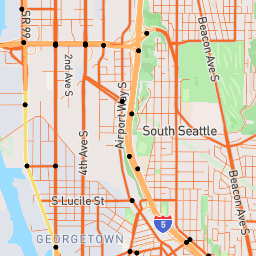 SR 99
2nd Ave S
4th Ave S
Airport Way S
Beacon Ave S
South Seattle
Beacon Ave S
S Lucile St
5
GEORGETOWN